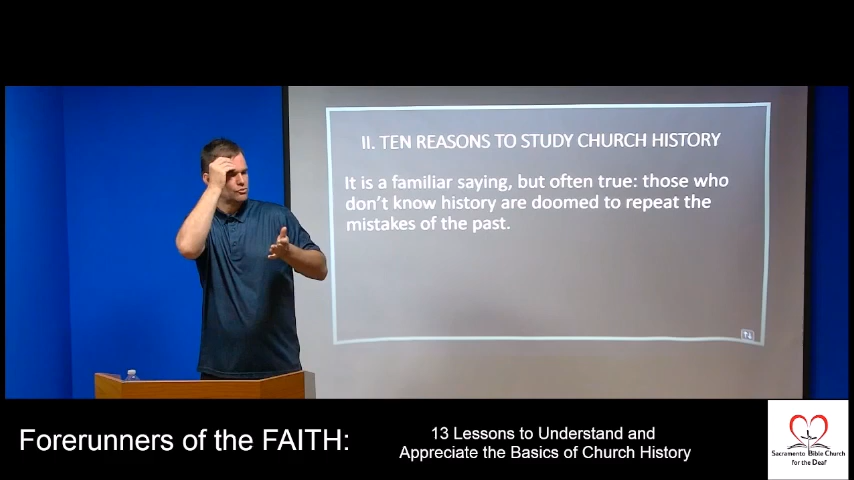 II. TEN REASONS TO STUDY CHURCH HISTORY
It is a familiar saying, but often true: those who
don't know history are doomed to repeat the
mistakes of the past.
Forerunners of the FAITH:
13 Lessons to Understand and
Appreciate the Basics of Church History
Sacramento Bible Church
for the Deaf